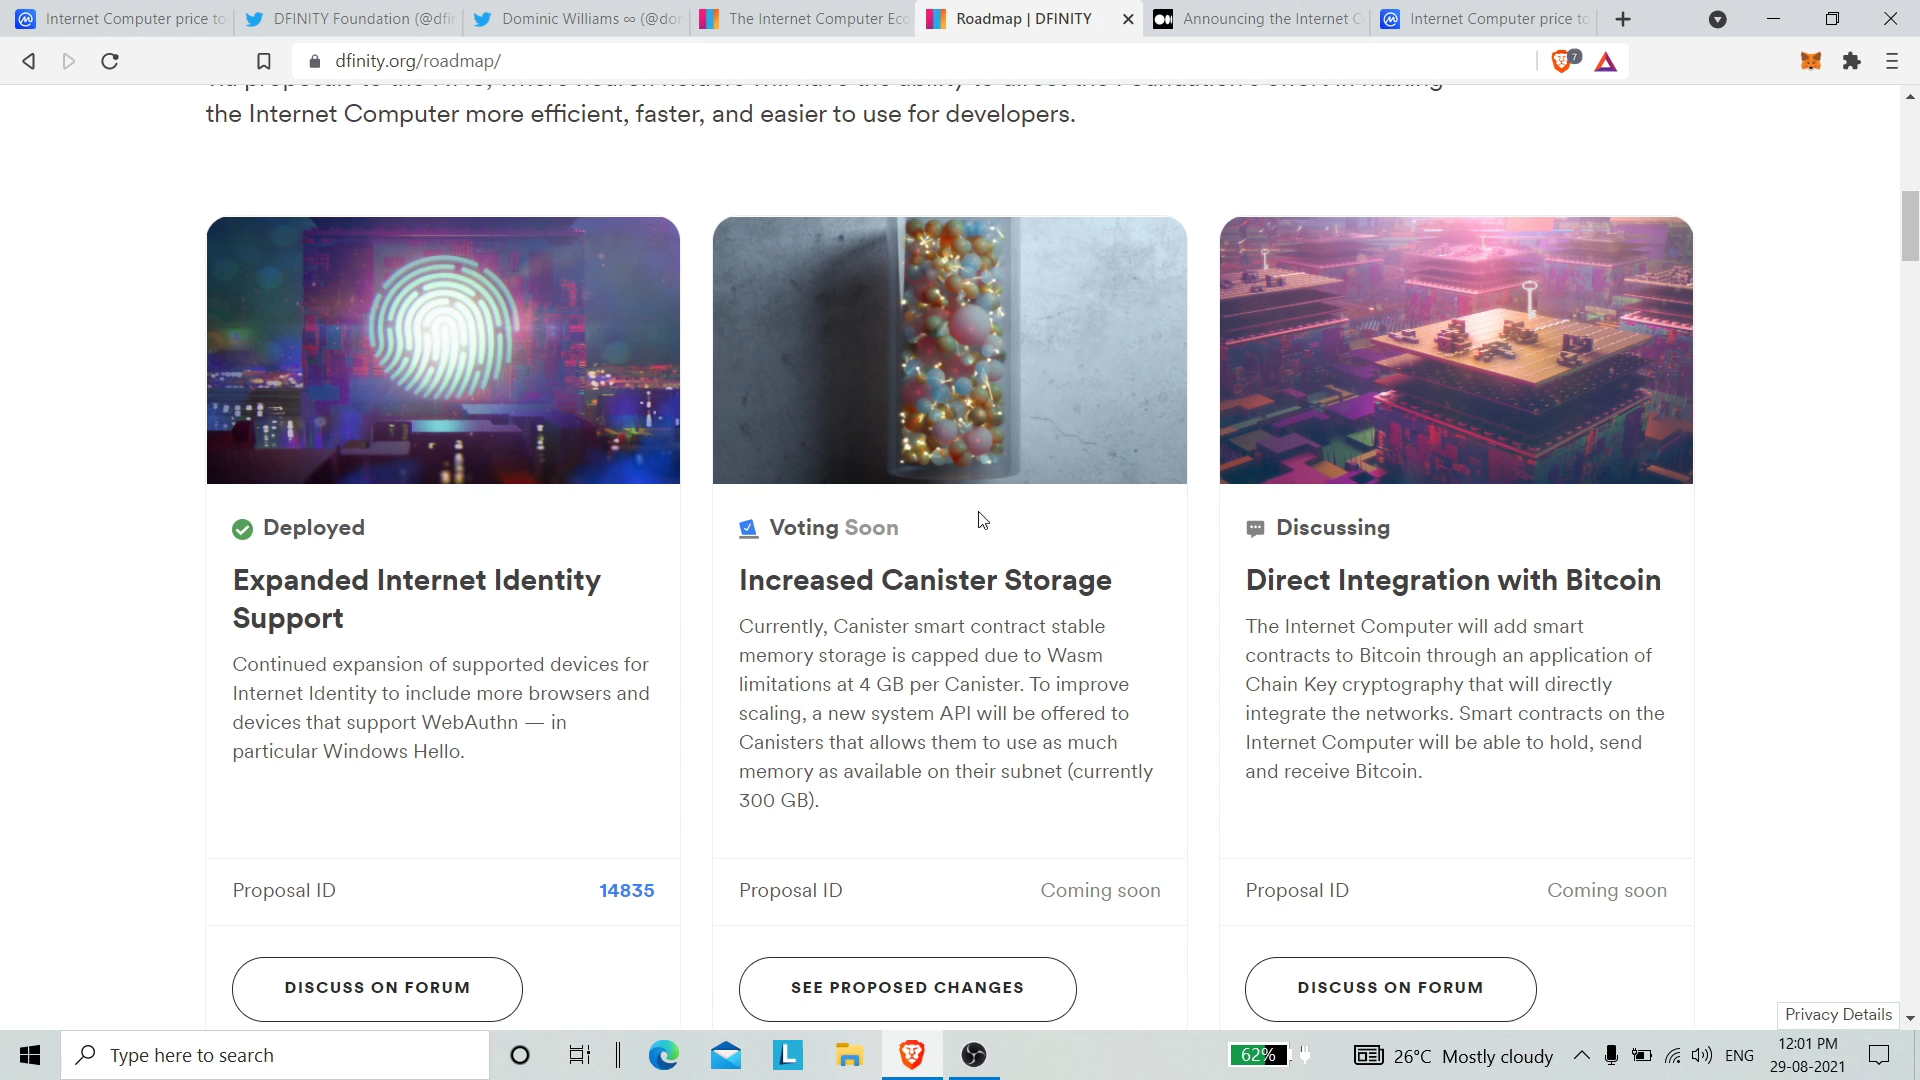 Internet Computer price to
DFINITY Foundation (@dfi
Dominic Williams ∞ (@do
The Internet Computer Ec
Roadmap | DFINITY
Announcing the Internet C
Internet Computer price to
dfinity.org/roadmap/
7
the Internet Computer more efficient, faster, and easier to use for developers.
Deployed
Expanded Internet Identity
Support
Continued expansion of supported devices for
Internet Identity to include more browsers and
devices that support WebAuthn — in
particular Windows Hello.
Proposal ID 14835
DISCUSS ON FORUM
Voting Soon
Increased Canister Storage
Currently, Canister smart contract stable
memory storage is capped due to Wasm
limitations at 4 GB per Canister. To improve
scaling, a new system API will be offered to
Canisters that allows them to use as much
memory as available on their subnet (currently
300 GB).
Proposal ID Coming soon
SEE PROPOSED CHANGES
Discussing
Direct Integration with Bitcoin
The Internet Computer will add smart
contracts to Bitcoin through an application of
Chain Key cryptography that will directly
integrate the networks. Smart contracts on the
Internet Computer will be able to hold, send
and receive Bitcoin.
Proposal ID Coming soon
DISCUSS ON FORUM
Privacy Details
Type here to search
L
62%
26°C Mostly cloudy
ENG
12:01 PM
29-08-2021